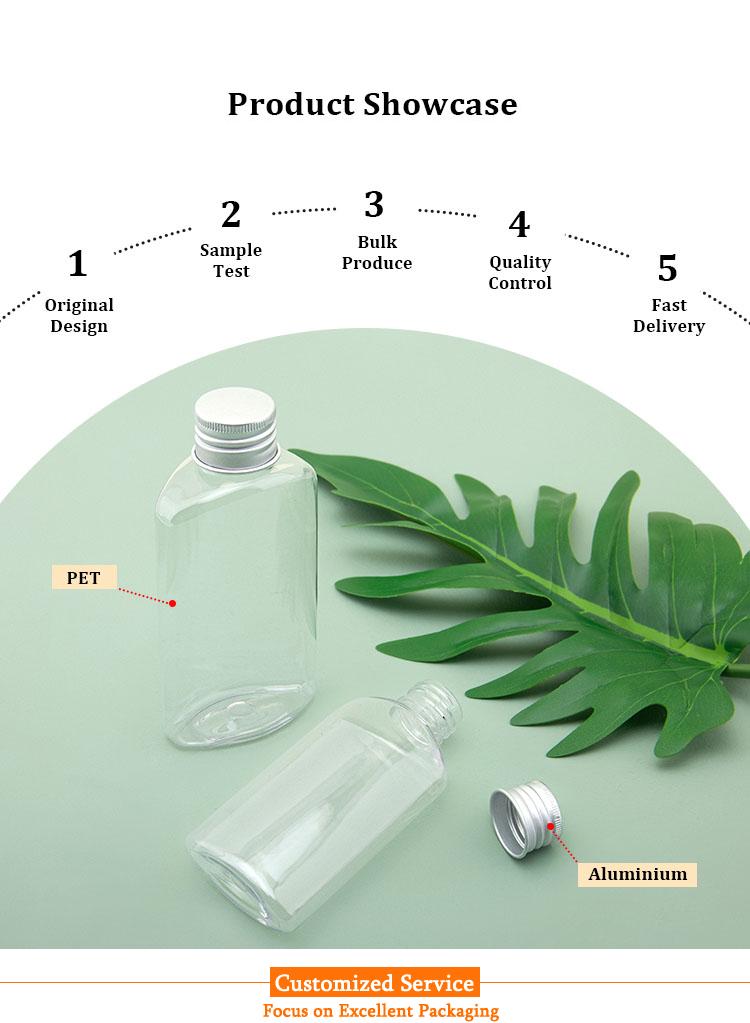 Product Showcase
1
Original
Design
2
Sample
Test
3
Bulk
Produce
4
Quality
Control
5
Fast
Delivery
PET
Aluminium
Customized Service
Focus on Excellent Packaging